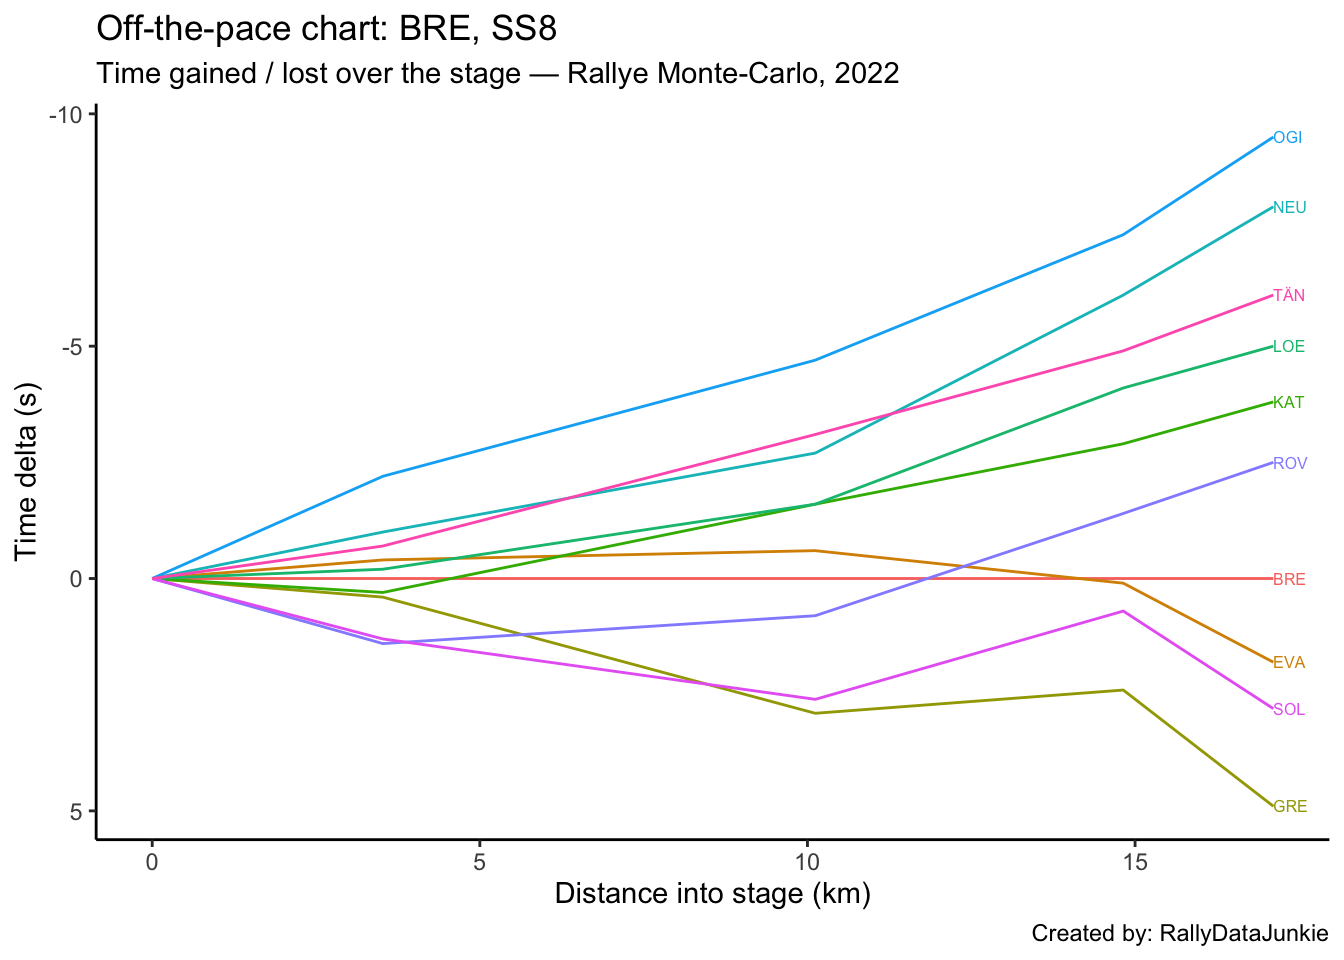 Off-the-pace chart: BRE, SS8
Time gained / lost over the stage — Rallye Monte-Carlo, 2022
-10
-5
0
5
Time delta (s)
OGI
NEU
TÄN
LOE
KAT
ROV
BRE
EVA
SOL
GRE
0 5 10 15
Distance into stage (km)
Created by: RallyDataJunkie